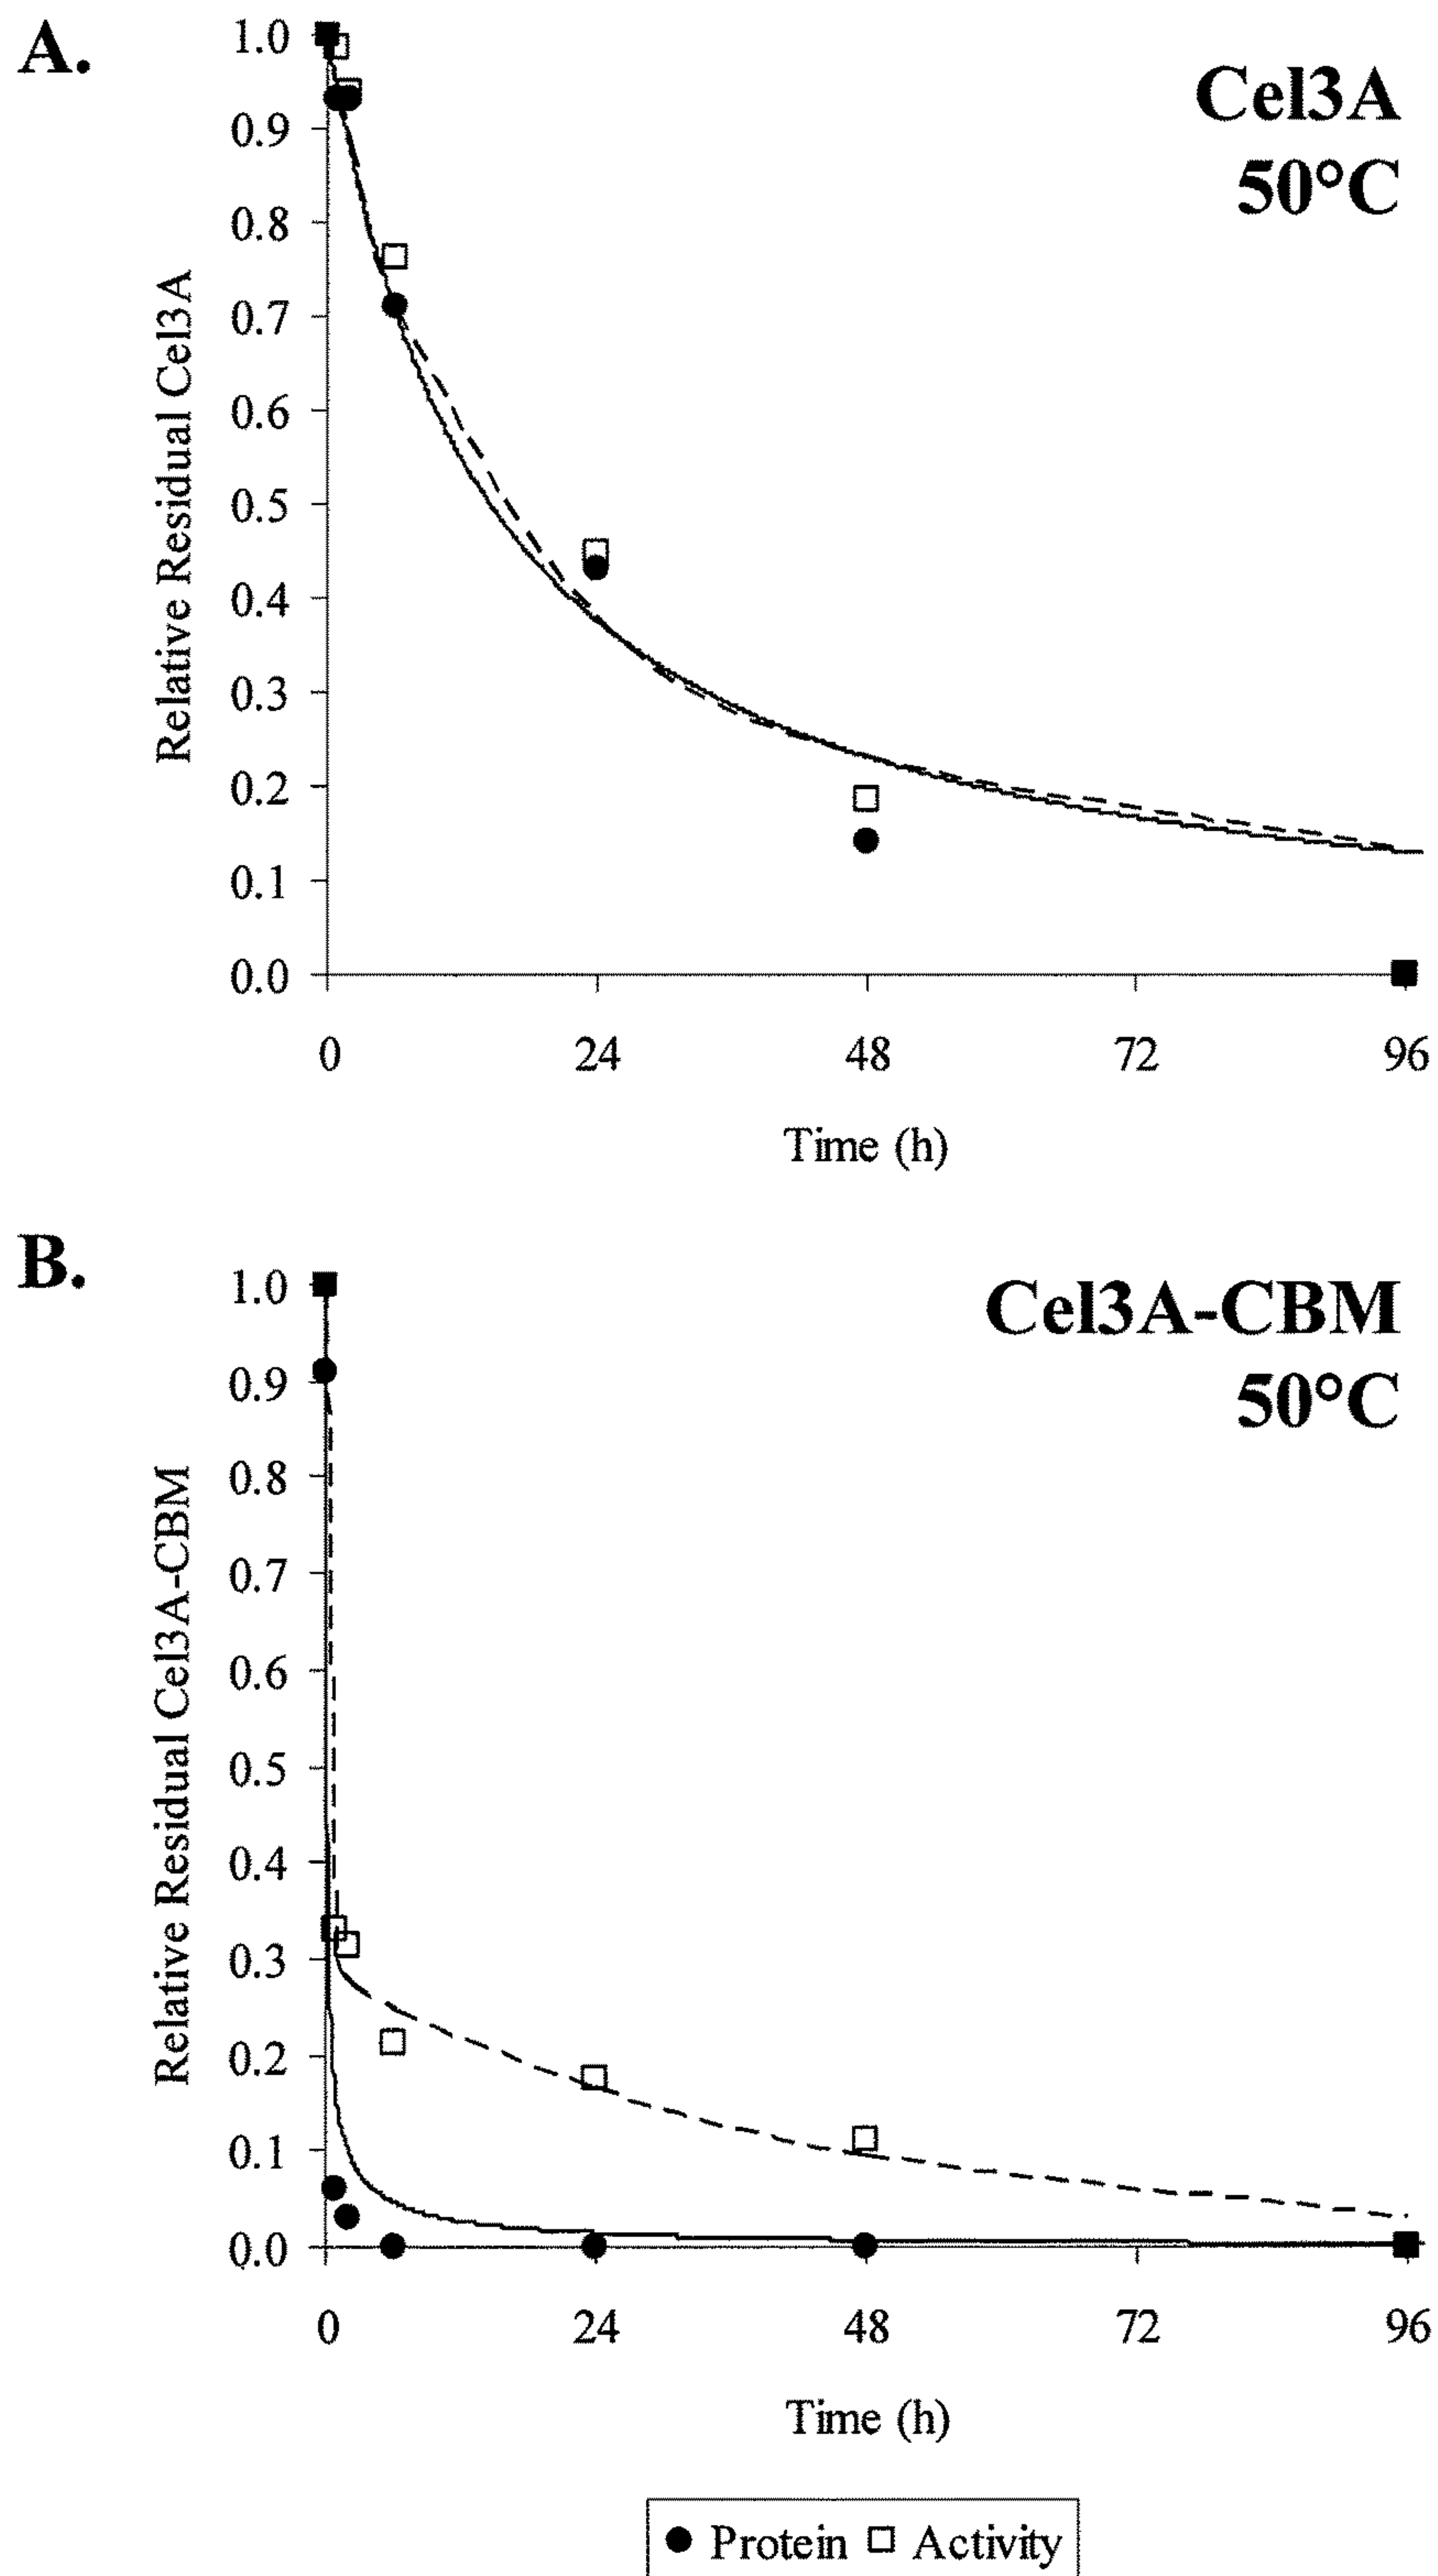 A.
Cel3A
50°C
Relative Residual Cel3A
1.0
0.9
0.8
0.7
0.6
0.5
0.4
0.3
0.2
0.1
0.0
0 24 48 72 96
Time (h)
B.
Cel3A-CBM
50°C
Relative Residual Cel3A-CBM
1.0
0.9
0.8
0.7
0.6
0.5
0.4
0.3
0.2
0.1
0.0
0 24 48 72 96
Time (h)
Protein Activity